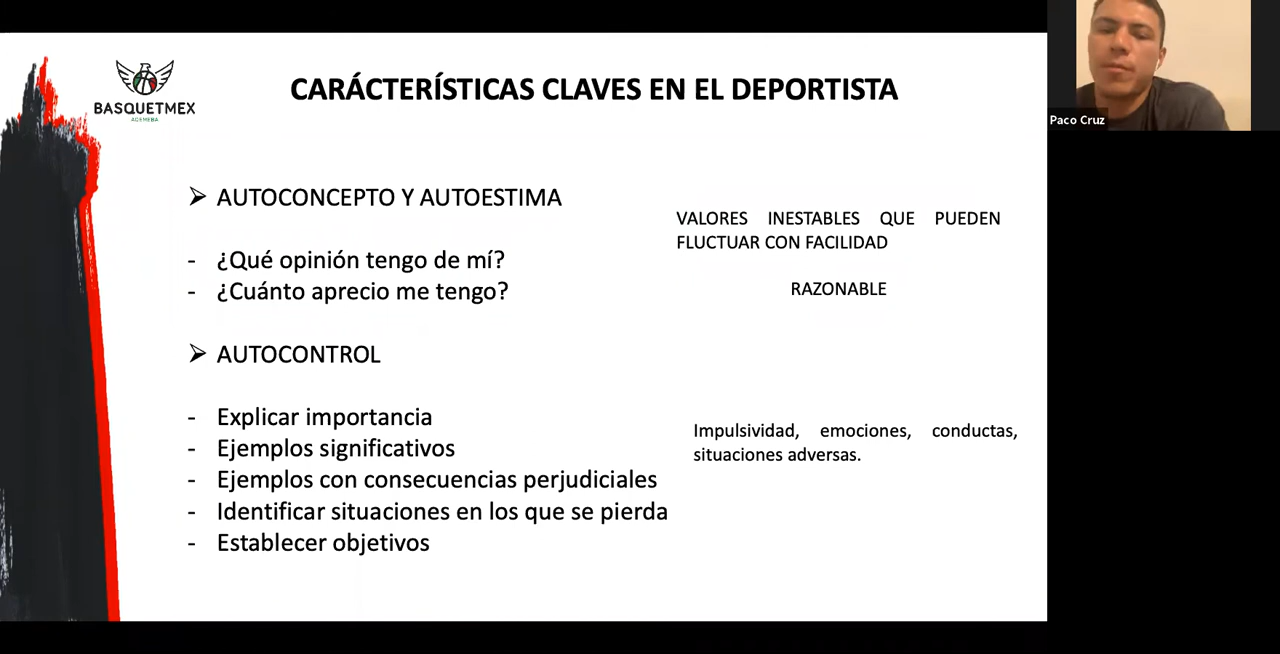 BASQUETMEX
ADEMEBA
CARÁCTERÍSTICAS CLAVES EN EL DEPORTISTA
Paco Cruz
➢ AUTOCONCEPTO Y AUTOESTIMA
- ¿Qué opinión tengo de mí?
- ¿Cuánto aprecio me tengo?
VALORES INESTABLES QUE PUEDEN
FLUCTUAR CON FACILIDAD
RAZONABLE
➢ AUTOCONTROL
- Explicar importancia
- Ejemplos significativos
- Ejemplos con consecuencias perjudiciales
- Identificar situaciones en los que se pierda
- Establecer objetivos
Impulsividad, emociones, conductas,
situaciones adversas.